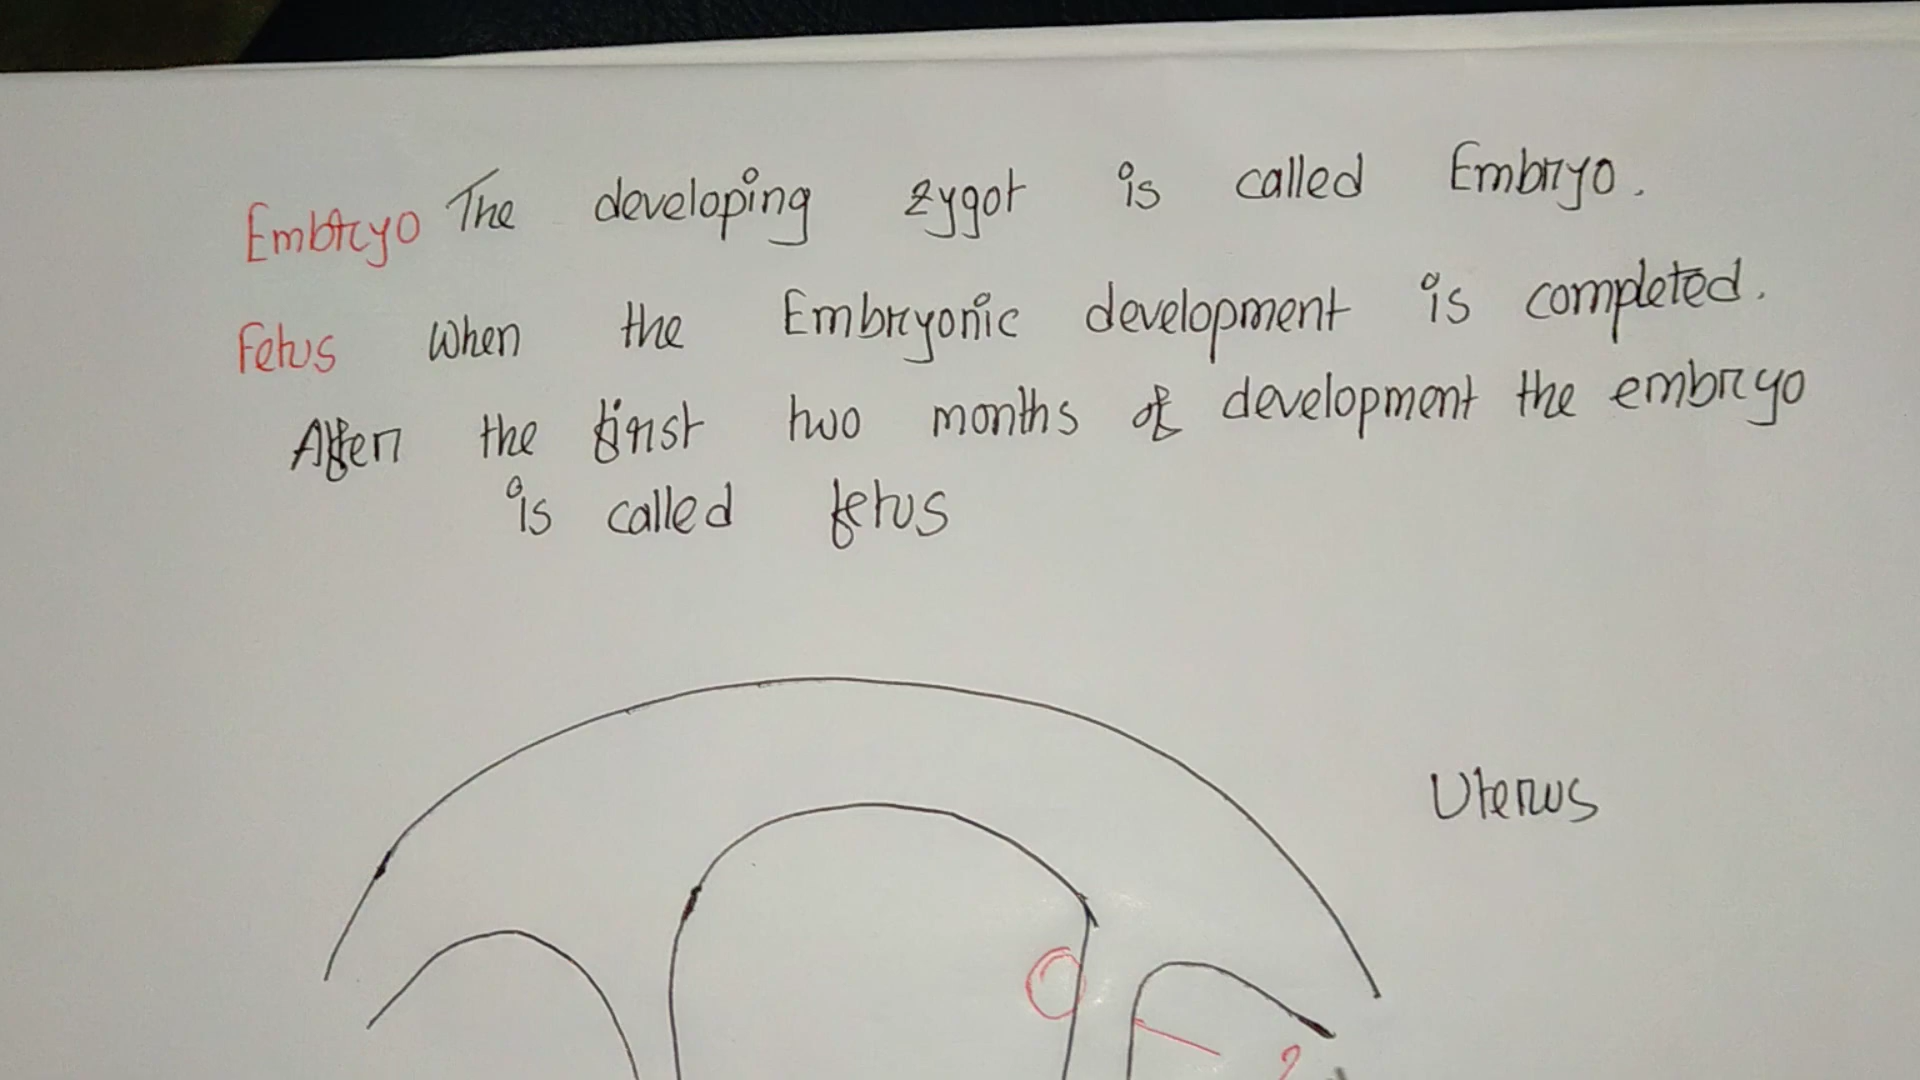 Embryo The developing zygot is called Embryo.
Fetus When the Embryonic development is completed.
After the first two months of development the embryo
is called fetus
Uterus